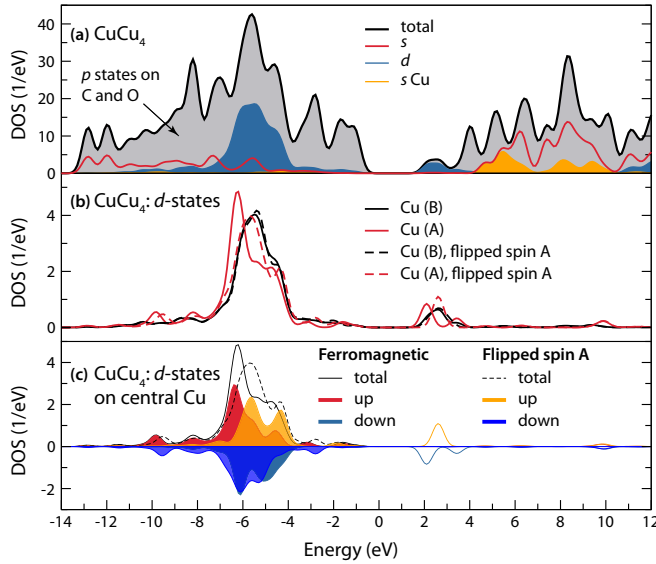 (a) CuCu4
p states on
C and O
total
s
d
s Cu
DOS (1/eV)
40
30
20
10
0
(b) CuCu4: d-states
Cu (B)
Cu (A)
Cu (B), flipped spin A
Cu (A), flipped spin A
DOS (1/eV)
4
2
0
(c) CuCu4: d-states
on central Cu
Ferromagnetic
total
up
down
Flipped spin A
total
up
down
DOS (1/eV)
4
2
0
-2
-14 -12 -10 -8 -6 -4 -2 0 2 4 6 8 10 12
Energy (eV)